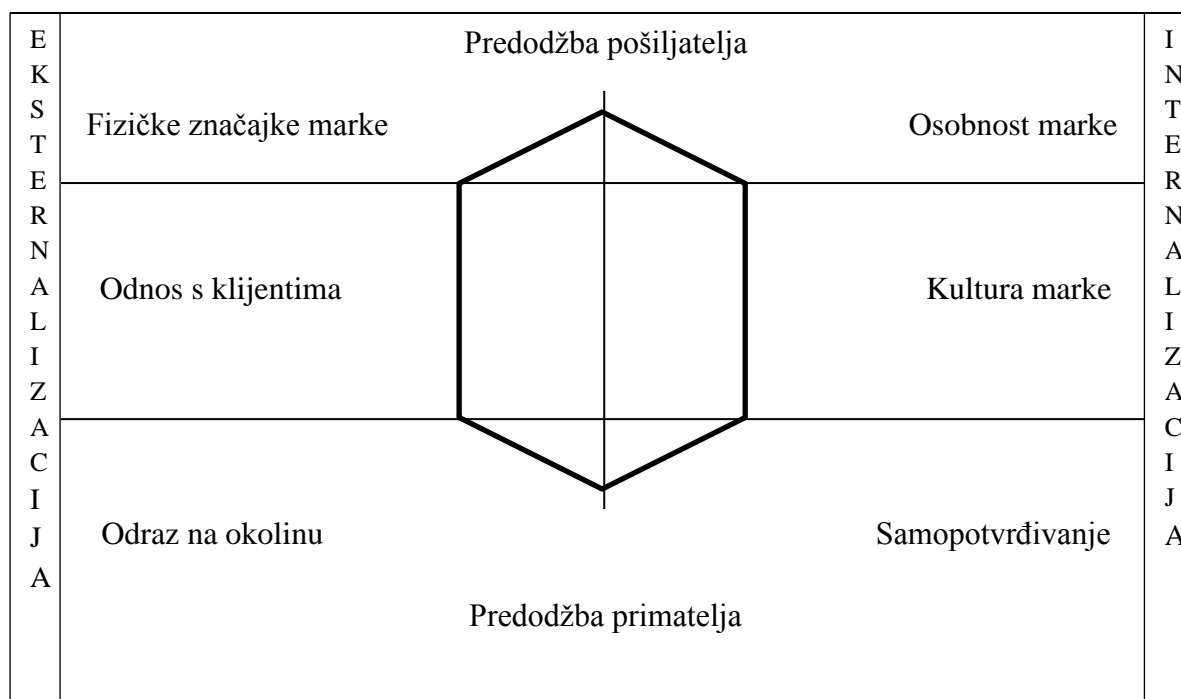 EKSTERNALIZACIJA
Predodžba pošiljatelja
Fizičke značajke marke
Osobnost marke
Odnos s klijentima
Kultura marke
Odraz na okolinu
Samopotvrđivanje
Predodžba primatelja
INTERNALIZACIJA